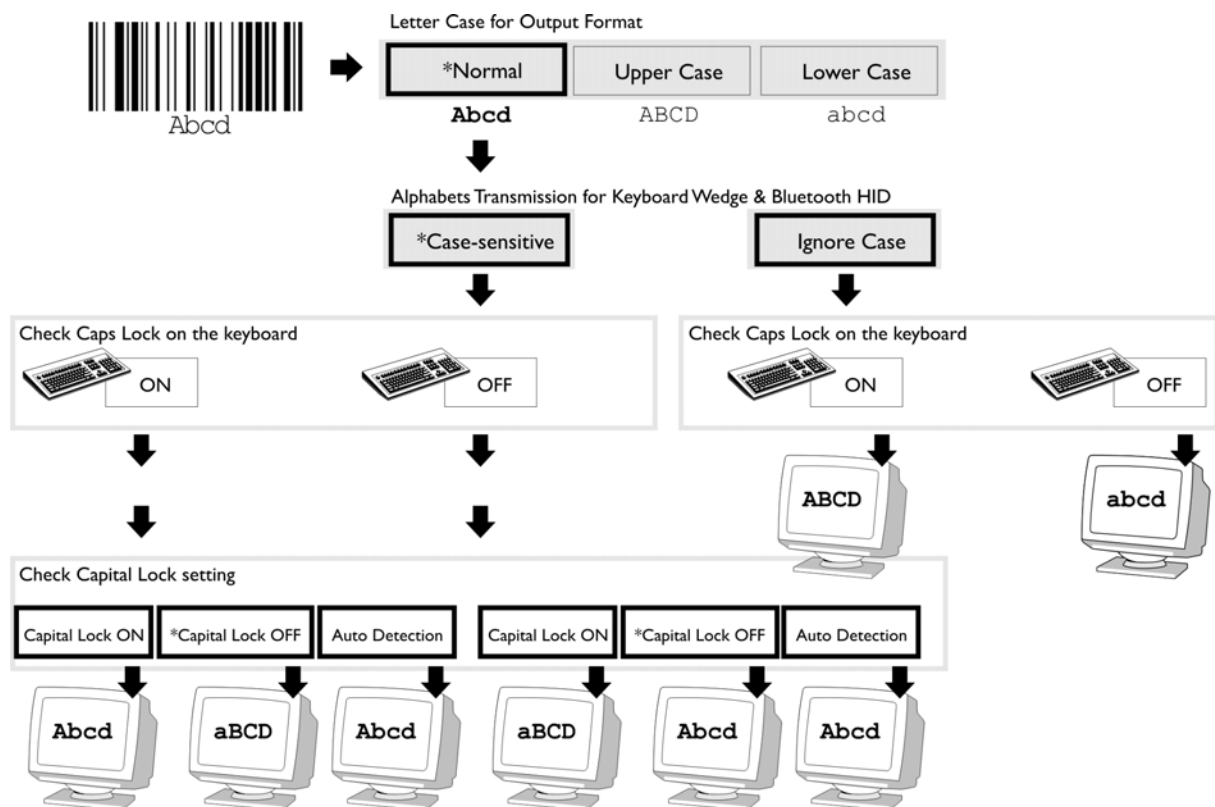 Letter Case for Output Format
*Normal Upper Case Lower Case
Abcd
Abcd ABCD abcd
Alphabets Transmission for Keyboard Wedge & Bluetooth HID
*Case-sensitive Ignore Case
Check Caps Lock on the keyboard
ON OFF
Check Caps Lock on the keyboard
ON OFF
ABCD abcd
Check Capital Lock setting
Capital Lock ON *Capital Lock OFF Auto Detection Capital Lock ON *Capital Lock OFF Auto Detection
Abcd aBCD Abcd aBCD Abcd Abcd